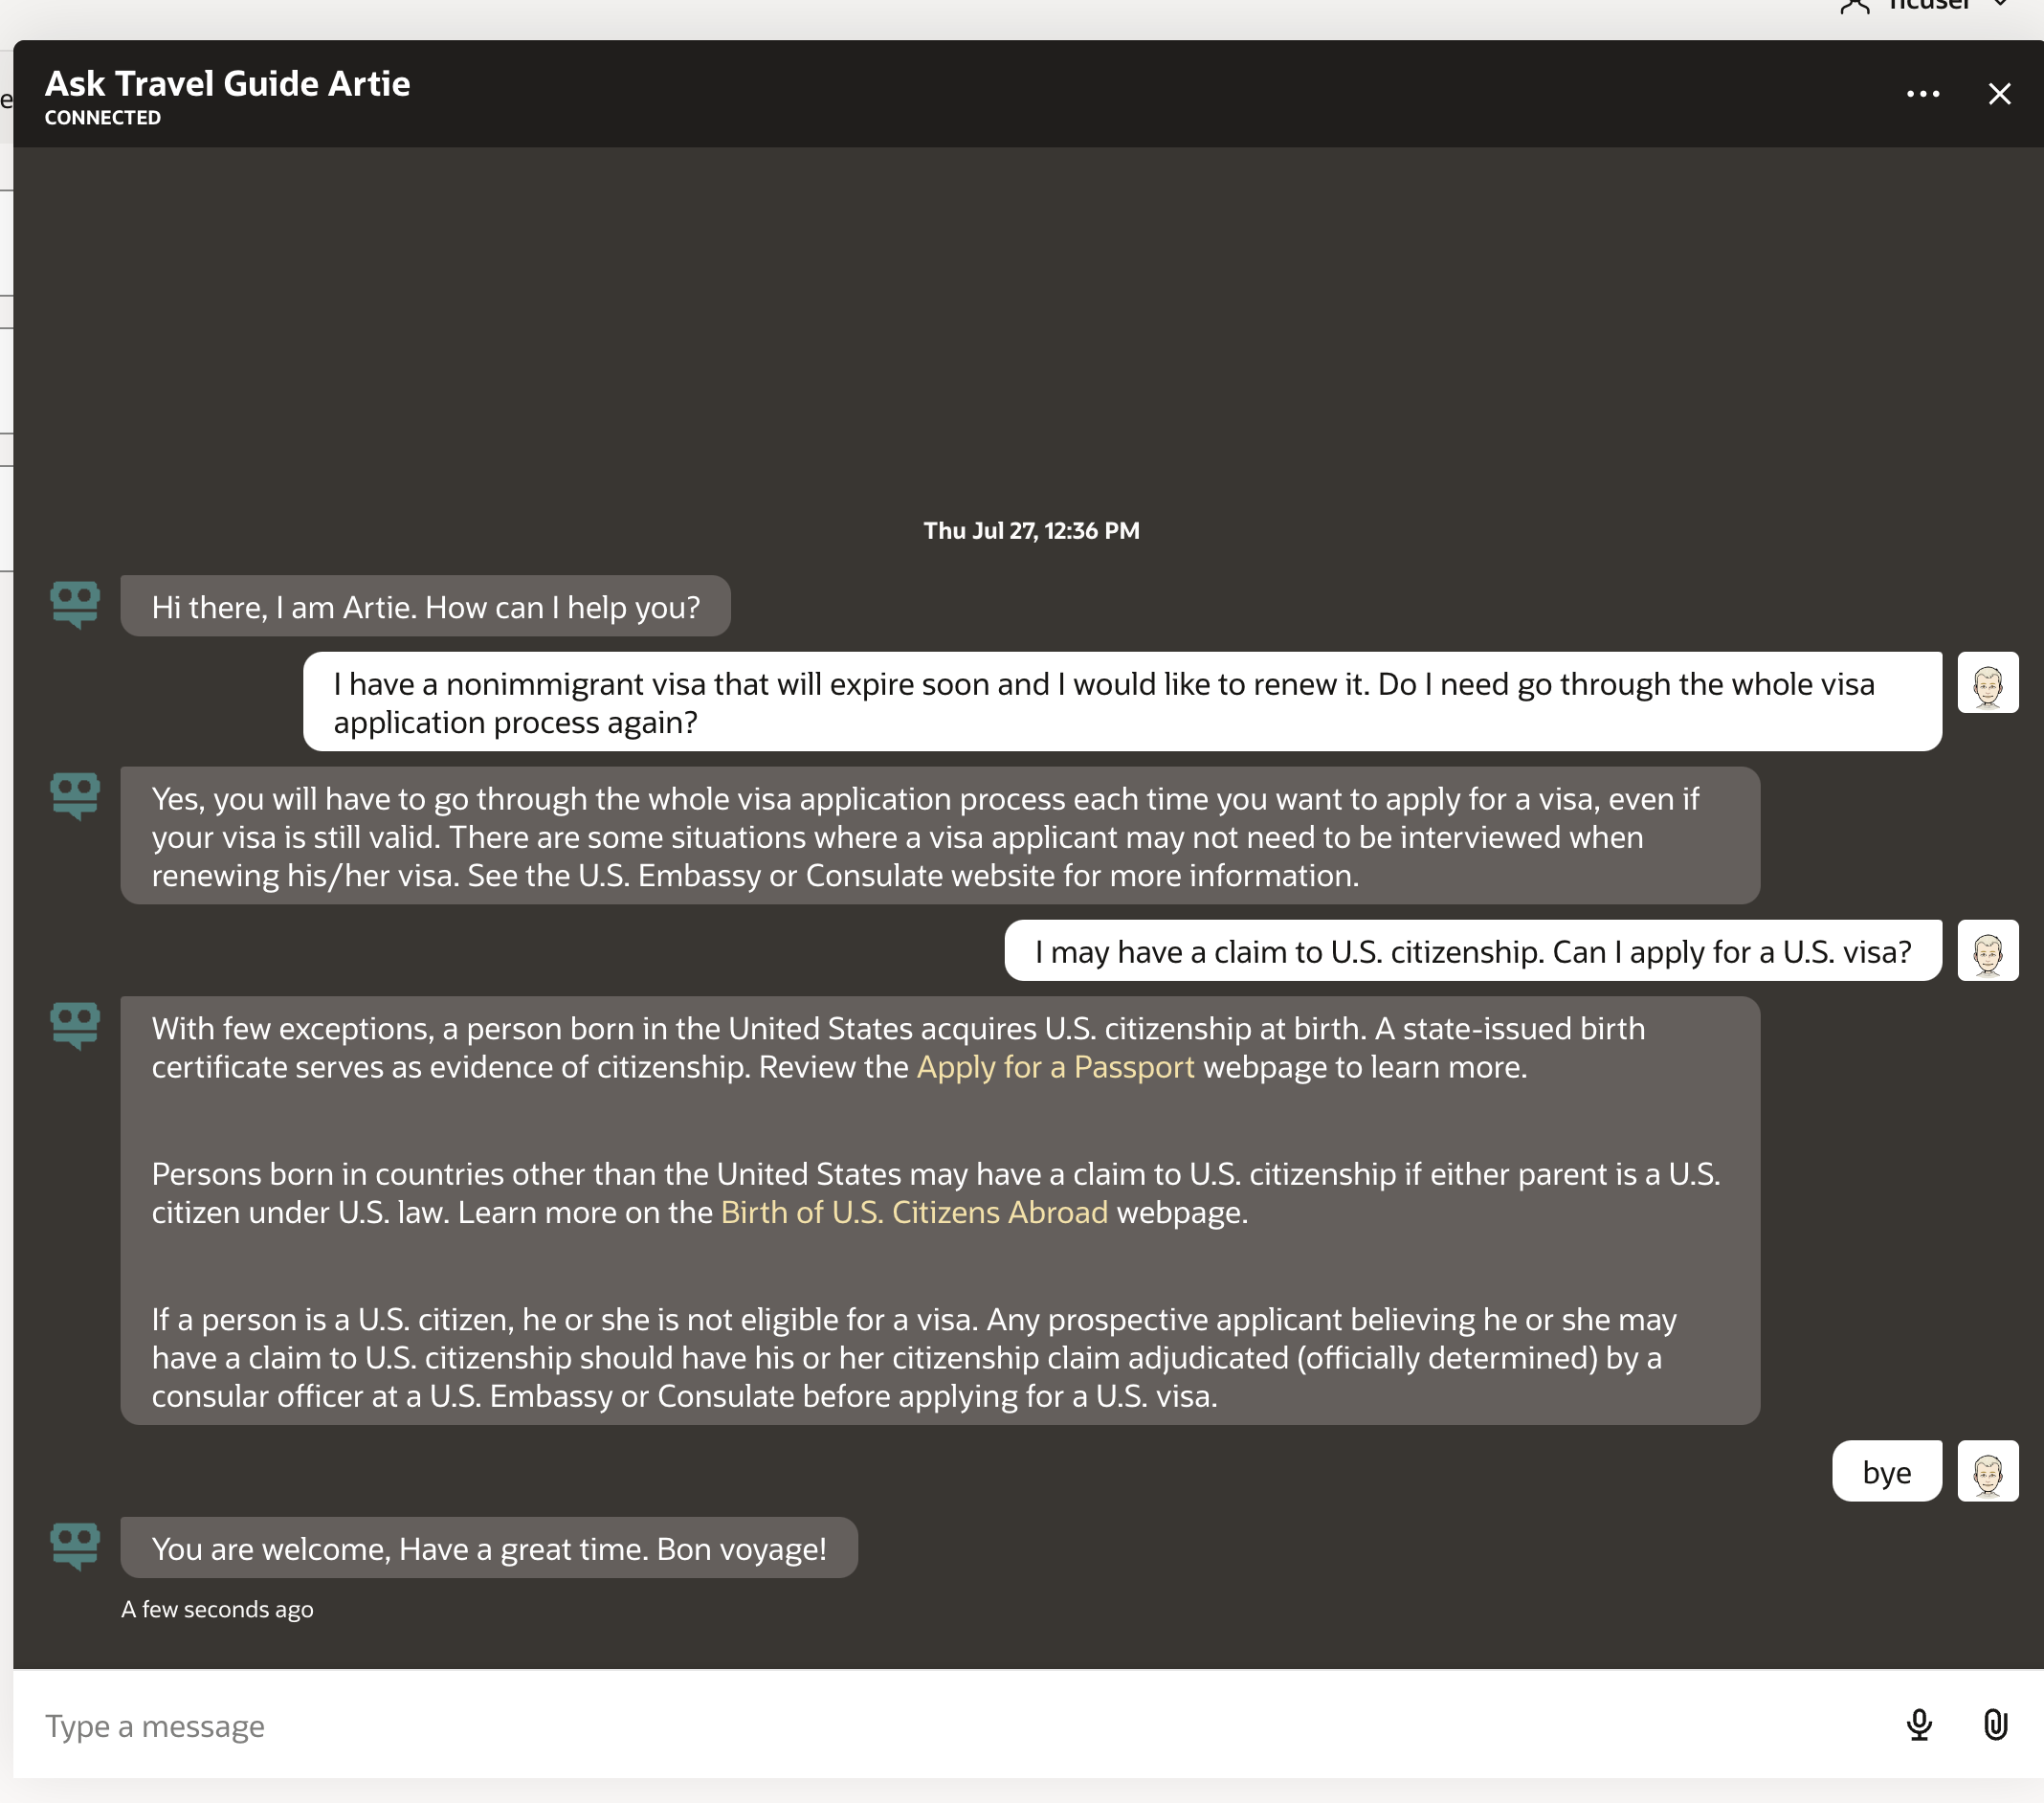 Ask Travel Guide Artie
CONNECTED
Thu Jul 27, 12:36 PM
Hi there, I am Artie. How can I help you?
I have a nonimmigrant visa that will expire soon and I would like to renew it. Do I need go through the whole visa
application process again?
Yes, you will have to go through the whole visa application process each time you want to apply for a visa, even if
your visa is still valid. There are some situations where a visa applicant may not need to be interviewed when
renewing his/her visa. See the U.S. Embassy or Consulate website for more information.
I may have a claim to U.S. citizenship. Can I apply for a U.S. visa?
With few exceptions, a person born in the United States acquires U.S. citizenship at birth. A state-issued birth
certificate serves as evidence of citizenship. Review the Apply for a Passport webpage to learn more.
Persons born in countries other than the United States may have a claim to U.S. citizenship if either parent is a U.S.
citizen under U.S. law. Learn more on the Birth of U.S. Citizens Abroad webpage.
If a person is a U.S. citizen, he or she is not eligible for a visa. Any prospective applicant believing he or she may
have a claim to U.S. citizenship should have his or her citizenship claim adjudicated (officially determined) by a
consular officer at a U.S. Embassy or Consulate before applying for a U.S. visa.
bye
You are welcome, Have a great time. Bon voyage!
A few seconds ago
Type a message